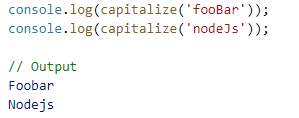 console.log(capitalize('fooBar'));
console.log(capitalize('nodeJs'));

// Output
Foobar
Nodejs